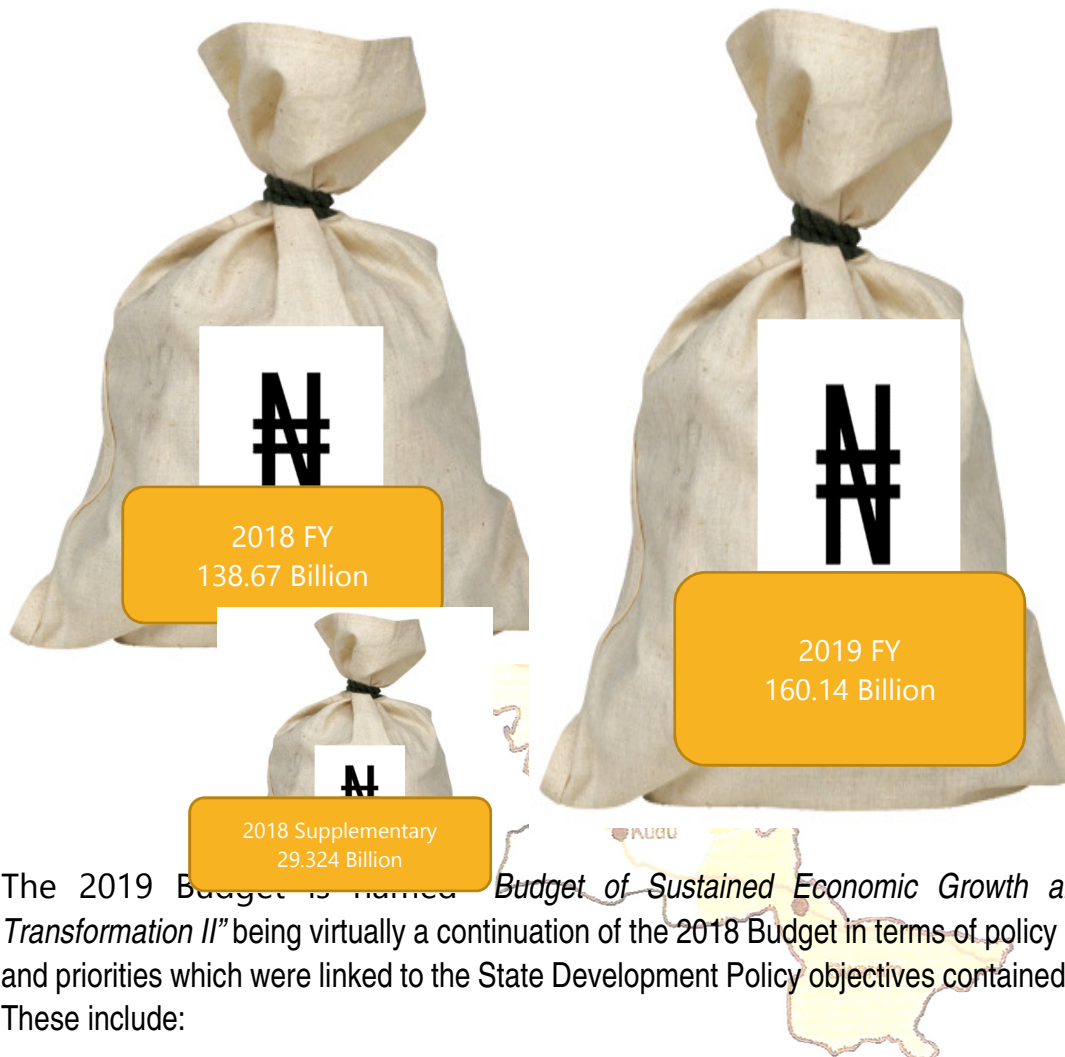 ₦
2018 FY
138.67 Billion
₦
2019 FY
160.14 Billion
₦
2018 Supplementary
29.324 Billion
Kudu
The 2019 Budget is named Budget of Sustained Economic Growth a
Transformation II” being virtually a continuation of the 2018 Budget in terms of policy
and priorities which were linked to the State Development Policy objectives contained
These include: